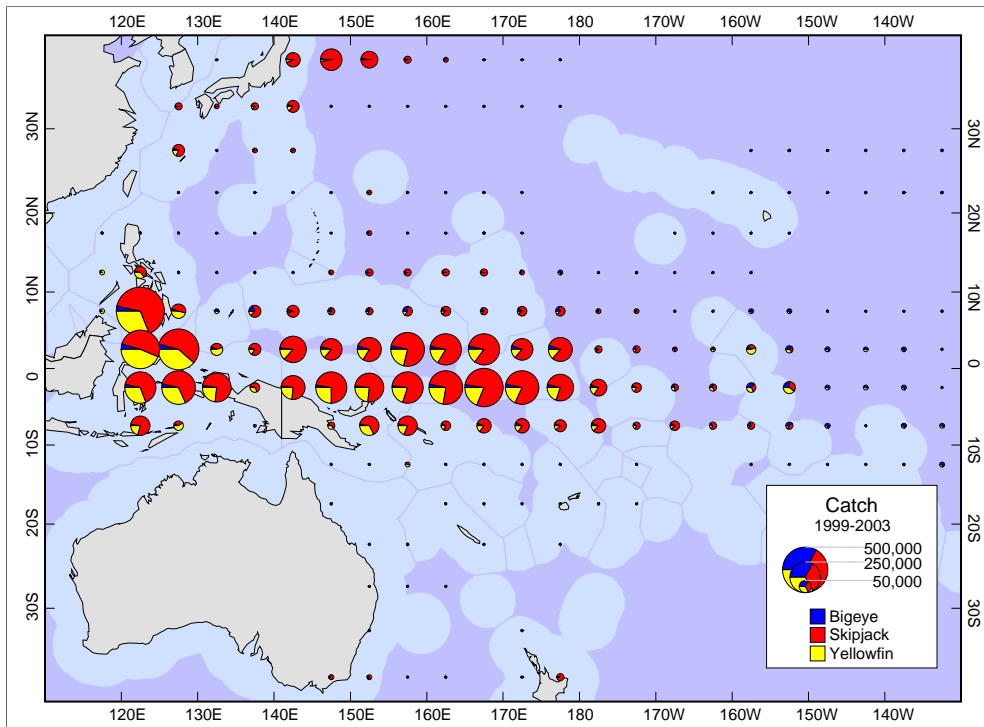 120E 130E 140E 150E 160E 170E 180 170W 160W 150W 140W
30N 30N
20N 20N
10N 10N
0 0
10S 10S
20S 20S
30S 30S
Catch
1999-2003
500,000
250,000
50,000
Bigeye
Skipjack
Yellowfin
120E 130E 140E 150E 160E 170E 180 170W 160W 150W 140W